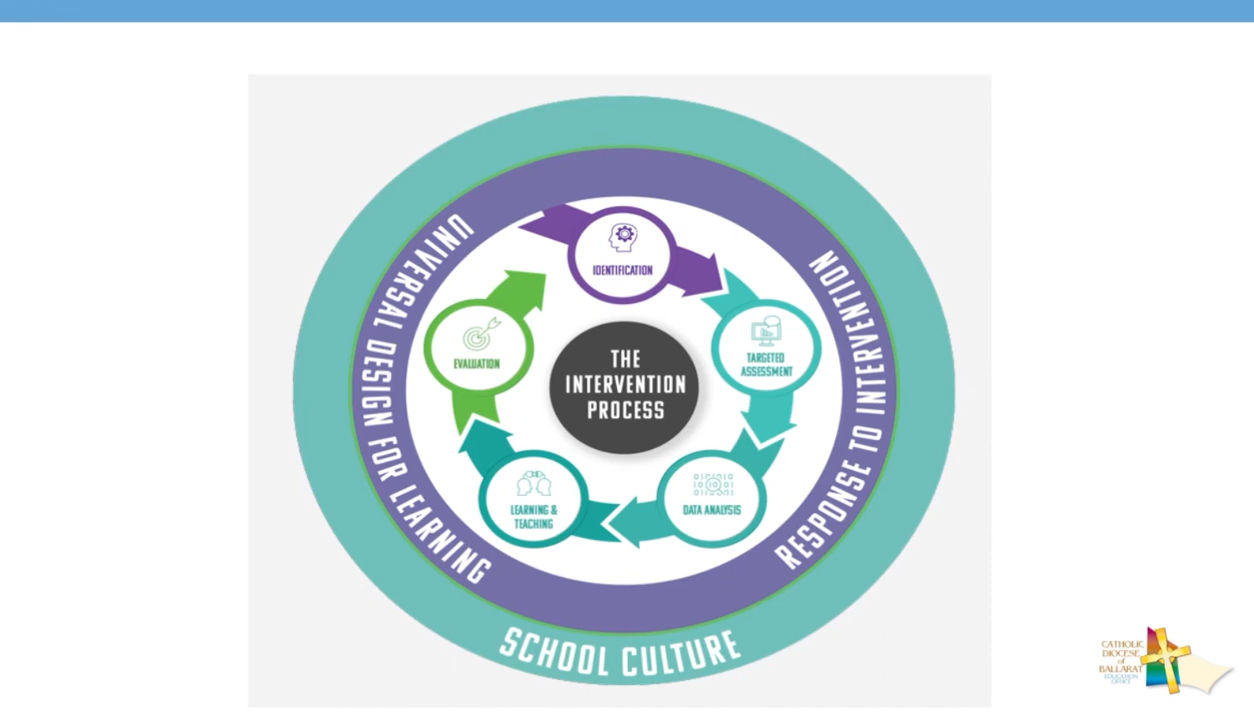 THE
INTERVENTION
PROCESS
IDENTIFICATION
TARGETED
ASSESSMENT
DATA ANALYSIS
LEARNING &
TEACHING
EVALUATION
UNIVERSAL DESIGN FOR LEARNING
RESPONSE TO INTERVENTION
SCHOOL CULTURE
CATHOLIC
DIOCESE
of
BALLARAT
EDUCATION
OFFICE